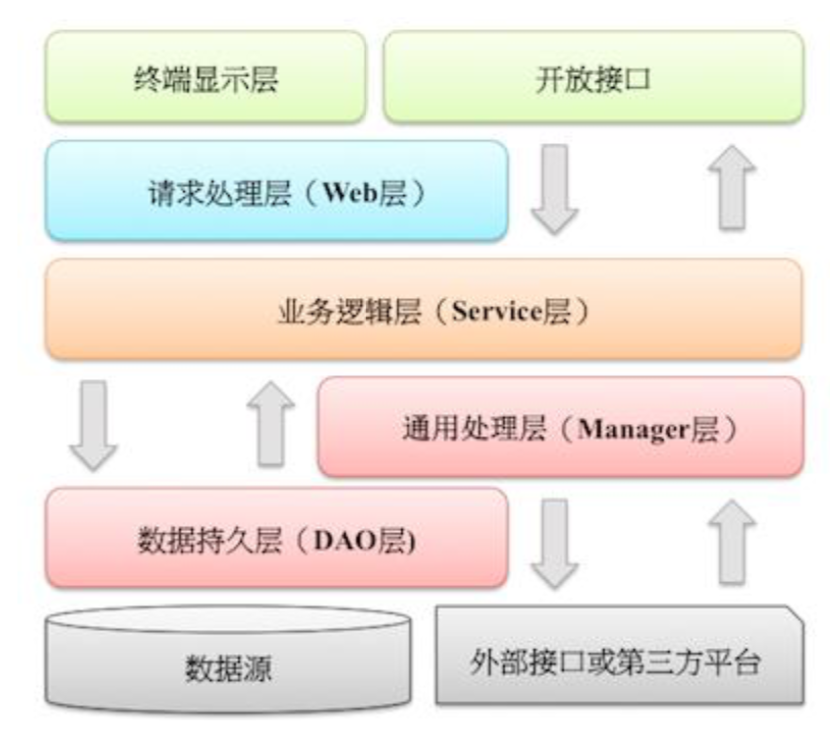 终端显示层
开放接口
请求处理层（Web层）
业务逻辑层（Service层）
通用处理层（Manager层）
数据持久层（DAO层)
数据源
外部接口或第三方平台